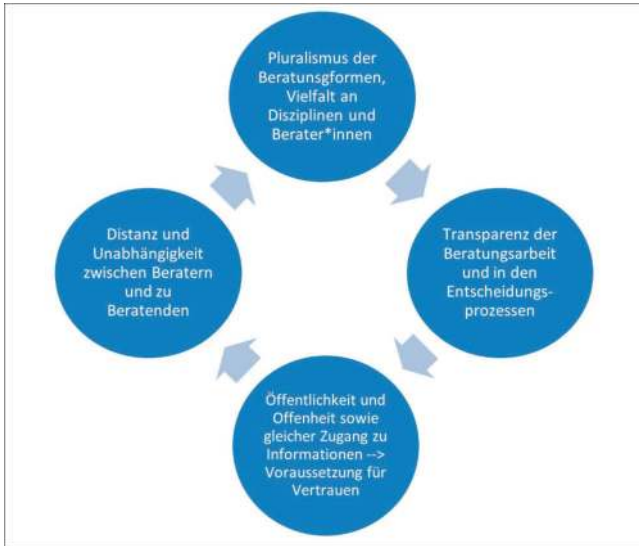 Pluralismus der
Beratunsgformen,
Vielfalt an
Disziplinen und
Berater*innen
Transparenz der
Beratungsarbeit
und in den
Entscheidungs-
prozessen
Öffentlichkeit und
Offenheit sowie
gleicher Zugang zu
Informationen -->
Voraussetzung für
Vertrauen
Distanz und
Unabhängigkeit
zwischen Beratern
und zu
Beratenden